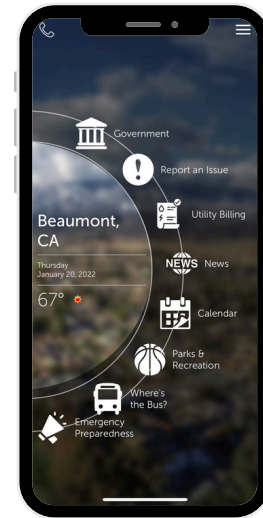 Government
Report an Issue
Utility Billing
Beaumont,
CA
Thursday
January 20, 2022
67°
NEWS
News
Calendar
Parks &
Recreation
Where's
the Bus?
Emergency
Preparedness